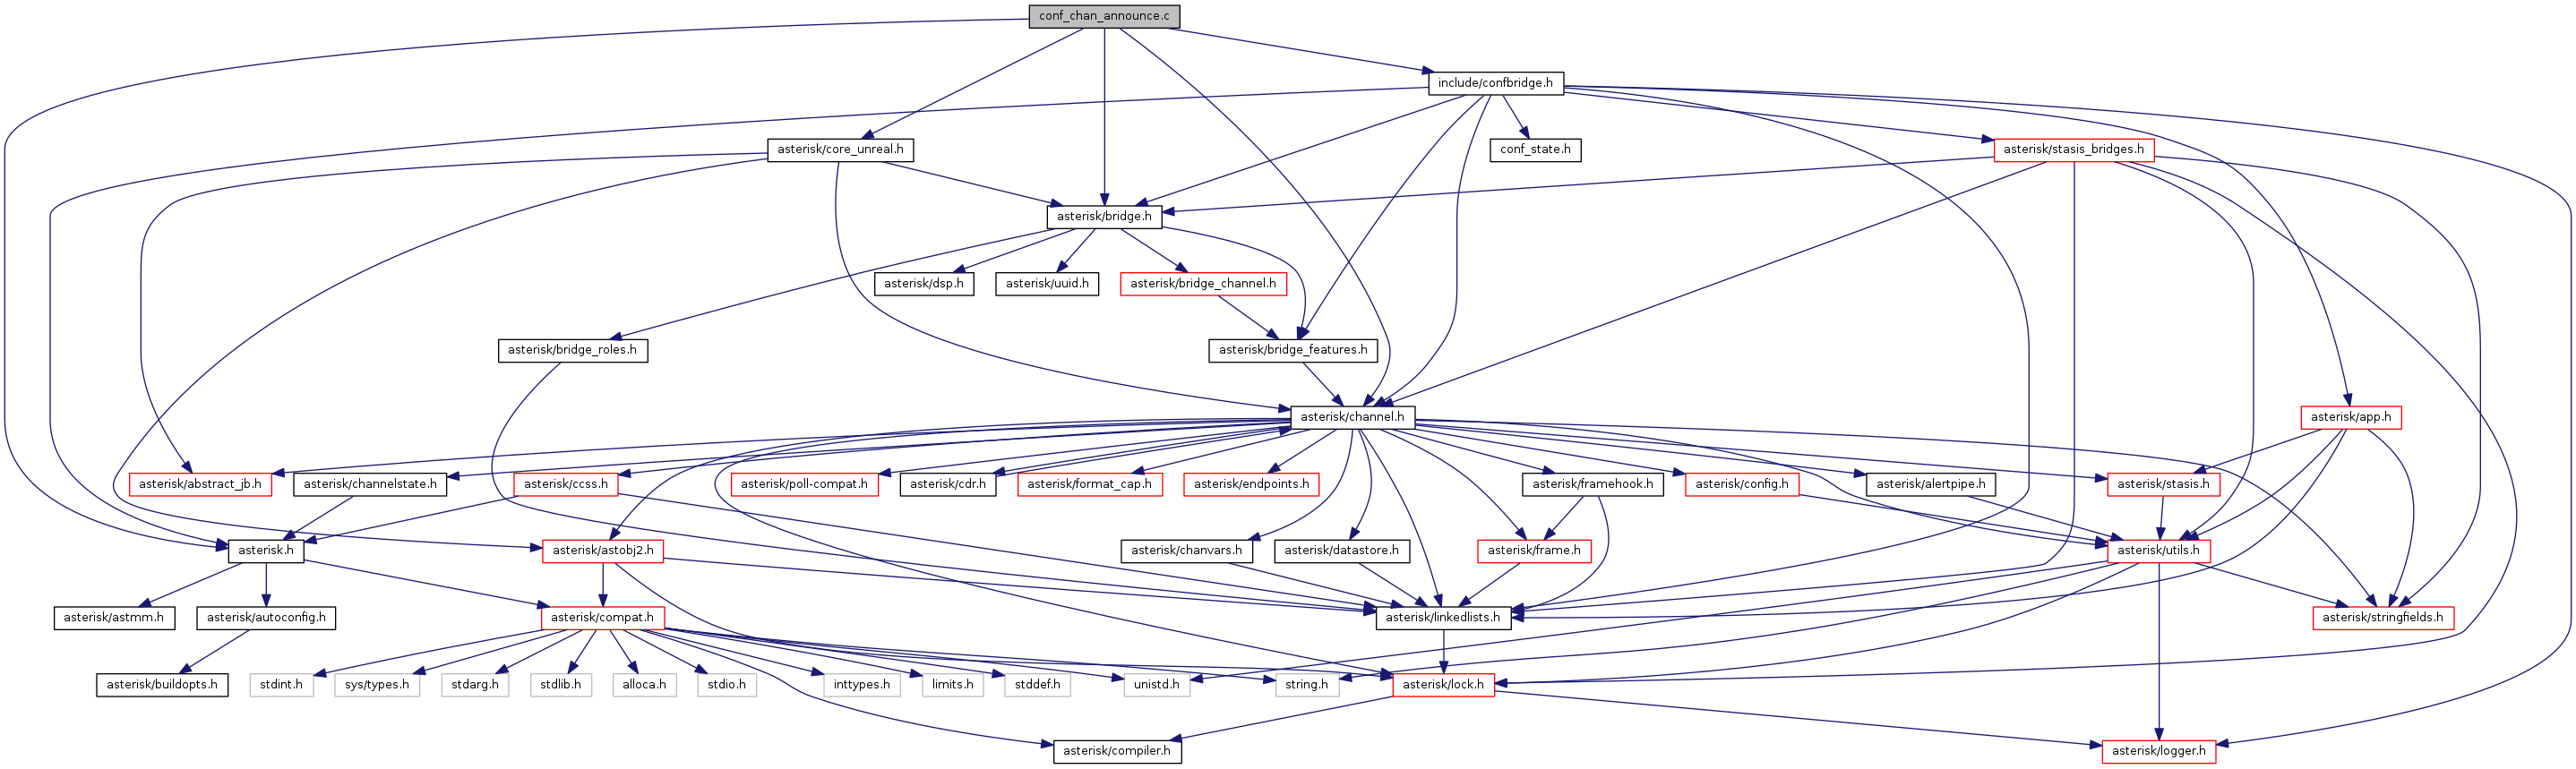 conf_chan_announce.c
include/confbridge.h
asterisk/core_unreal.h
conf_state.h
asterisk/stasis_bridges.h
asterisk/bridge.h
asterisk/dsp.h
asterisk/uuid.h
asterisk/bridge_channel.h
asterisk/bridge_roles.h
asterisk/bridge_features.h
asterisk/channel.h
asterisk/app.h
asterisk/abstract_jb.h
asterisk/channelstate.h
asterisk/ccss.h
asterisk/poll-compat.h
asterisk/cdr.h
asterisk/format_cap.h
asterisk/endpoints.h
asterisk/framehook.h
asterisk/config.h
asterisk/alertpipe.h
asterisk/stasis.h
asterisk.h
asterisk/astobj2.h
asterisk/chanvars.h
asterisk/datastore.h
asterisk/frame.h
asterisk/utils.h
asterisk/astmm.h
asterisk/autoconfig.h
asterisk/compat.h
asterisk/linkedlists.h
asterisk/stringfields.h
asterisk/buildopts.h
stdint.h
sys/types.h
stdarg.h
stdlib.h
alloca.h
stdio.h
inttypes.h
limits.h
stddef.h
unistd.h
string.h
asterisk/lock.h
asterisk/compiler.h
asterisk/logger.h